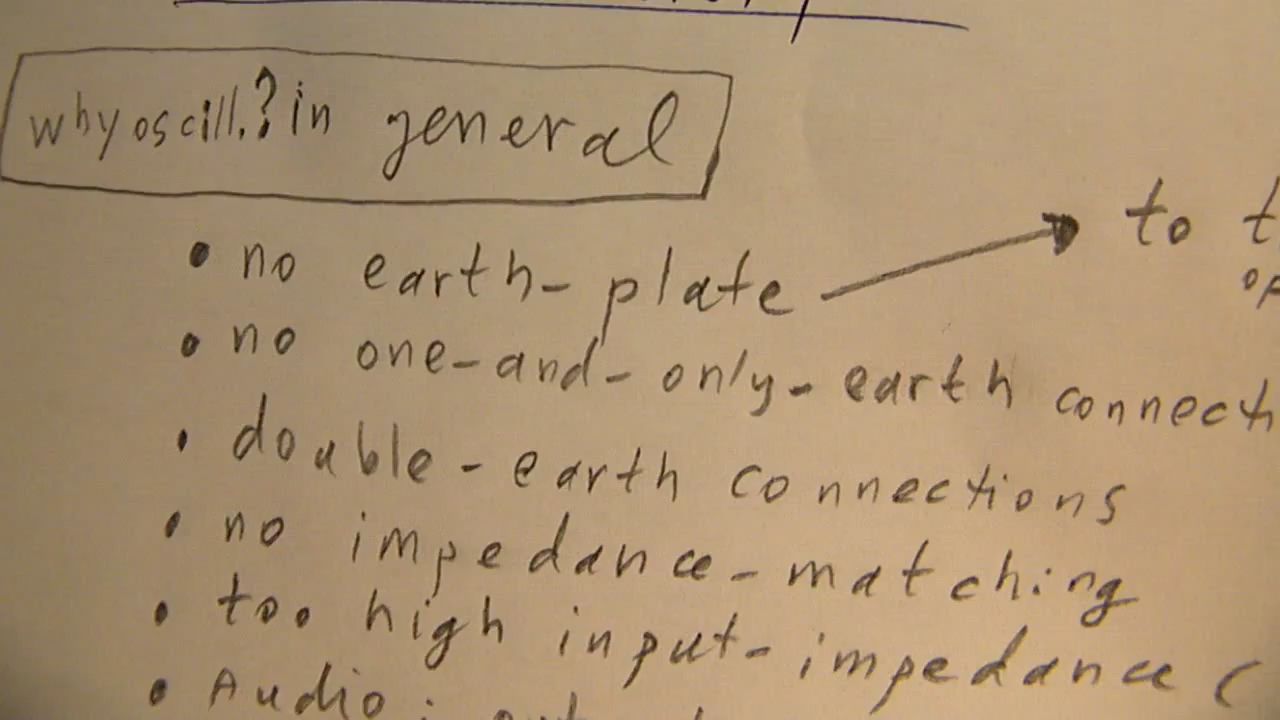 why oscill.? in general
• no earth-plate → to
• no one-and-only-earth connect
• double-earth connections
• no impedance-matching
• too high input-impedance (
• Audio: